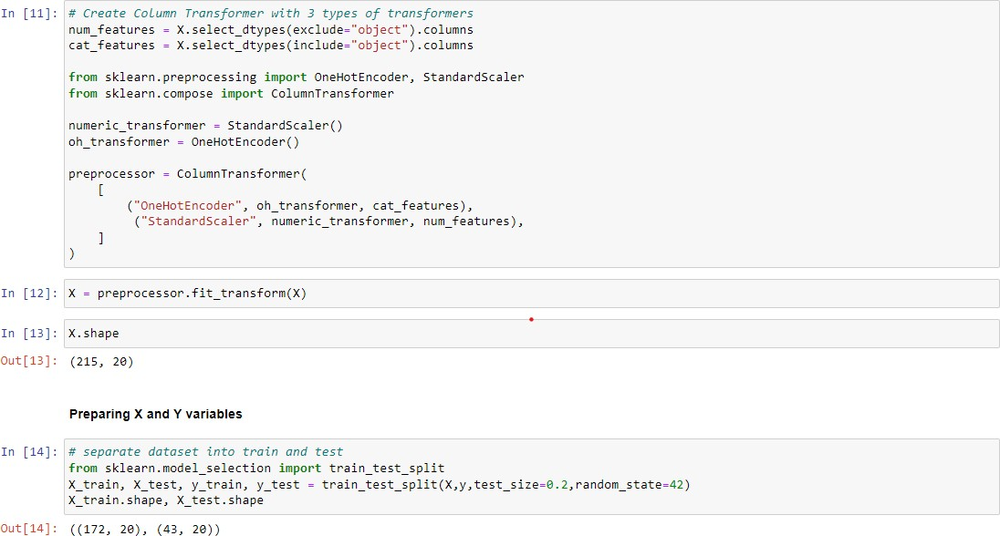 In [11]: # Create Column Transformer with 3 types of transformers
num_features = X.select_dtypes(exclude="object").columns
cat_features = X.select_dtypes(include="object").columns

from sklearn.preprocessing import OneHotEncoder, StandardScaler
from sklearn.compose import ColumnTransformer

numeric_transformer = StandardScaler()
oh_transformer = OneHotEncoder()

preprocessor = ColumnTransformer(
    [
        ("OneHotEncoder", oh_transformer, cat_features),
         ("StandardScaler", numeric_transformer, num_features),
    ]
)
In [12]: X = preprocessor.fit_transform(X)
In [13]: X.shape
Out[13]: (215, 20)
Preparing X and Y variables
In [14]: # separate dataset into train and test
from sklearn.model_selection import train_test_split
X_train, X_test, y_train, y_test = train_test_split(X,y,test_size=0.2,random_state=42)
X_train.shape, X_test.shape
Out[14]: ((172, 20), (43, 20))